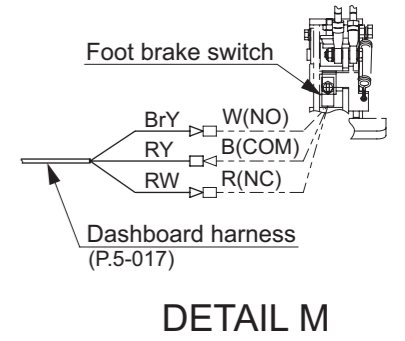 Foot brake switch
BrY W(NO)
RY B(COM)
RW R(NC)
Dashboard harness
(P.5-017)
DETAIL M